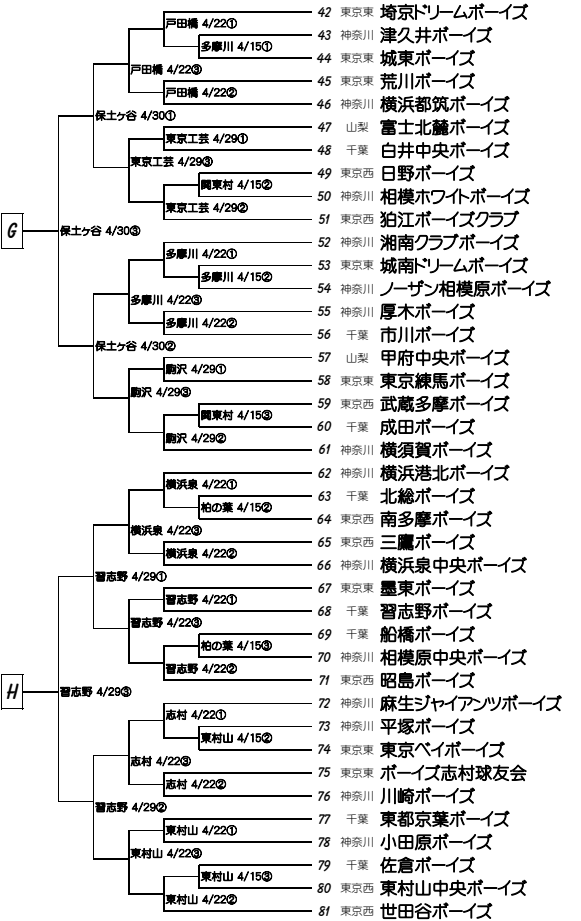 42 東京東 埼京ドリームボーイズ
戸田橋 4/22①
43 神奈川 津久井ボーイズ
多摩川 4/15①
44 東京東 城東ボーイズ
戸田橋 4/22③
45 東京東 荒川ボーイズ
戸田橋 4/22②
46 神奈川 横浜都筑ボーイズ
保土ヶ谷 4/30①
47 山梨 富士北麓ボーイズ
東京工芸 4/29①
48 千葉 白井中央ボーイズ
東京工芸 4/29③
49 東京西 日野ボーイズ
関東村 4/15②
50 神奈川 相模ホワイトボーイズ
東京工芸 4/29②
51 東京西 狛江ボーイズクラブ
G 保土ヶ谷 4/30③
52 神奈川 湘南クラブボーイズ
多摩川 4/22①
53 東京東 城南ドリームボーイズ
多摩川 4/15②
54 神奈川 ノーザン相模原ボーイズ
多摩川 4/22③
55 神奈川 厚木ボーイズ
多摩川 4/22②
56 千葉 市川ボーイズ
保土ヶ谷 4/30②
57 山梨 甲府中央ボーイズ
駒沢 4/29①
58 東京東 東京練馬ボーイズ
駒沢 4/29③
59 東京西 武蔵多摩ボーイズ
関東村 4/15③
60 千葉 成田ボーイズ
駒沢 4/29②
61 神奈川 横須賀ボーイズ
62 神奈川 横浜港北ボーイズ
横浜泉 4/22①
63 千葉 北総ボーイズ
柏の葉 4/15②
64 東京西 南多摩ボーイズ
横浜泉 4/22③
65 東京西 三鷹ボーイズ
横浜泉 4/22②
66 神奈川 横浜泉中央ボーイズ
習志野 4/29①
67 東京東 墨東ボーイズ
習志野 4/22①
68 千葉 習志野ボーイズ
習志野 4/22③
69 千葉 船橋ボーイズ
柏の葉 4/15③
70 神奈川 相模原中央ボーイズ
習志野 4/22②
71 東京西 昭島ボーイズ
H 習志野 4/29③
72 神奈川 麻生ジャイアンツボーイズ
志村 4/22①
73 神奈川 平塚ボーイズ
東村山 4/15②
74 東京東 東京ベイボーイズ
志村 4/22③
75 東京東 ボーイズ志村球友会
志村 4/22②
76 神奈川 川崎ボーイズ
習志野 4/29②
77 千葉 東都京葉ボーイズ
東村山 4/22①
78 神奈川 小田原ボーイズ
東村山 4/22③
79 千葉 佐倉ボーイズ
東村山 4/15③
80 東京西 東村山中央ボーイズ
東村山 4/22②
81 東京西 世田谷ボーイズ